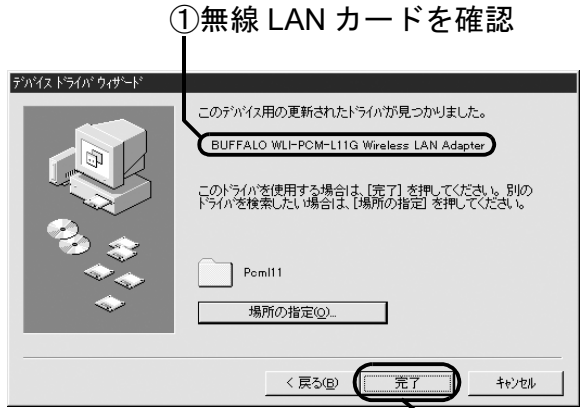 ①無線 LAN カードを確認
デバイス ドライバ ウィザード
このデバイス用の更新されたドライバが見つかりました。
BUFFALO WLI-PCM-L11G Wireless LAN Adapter
このドライバを使用する場合は、[完了] を押してください。別の
ドライバを検索したい場合は、[場所の指定] を押してください。
Pcml11
場所の指定(O)...
< 戻る(B)
完了
キャンセル